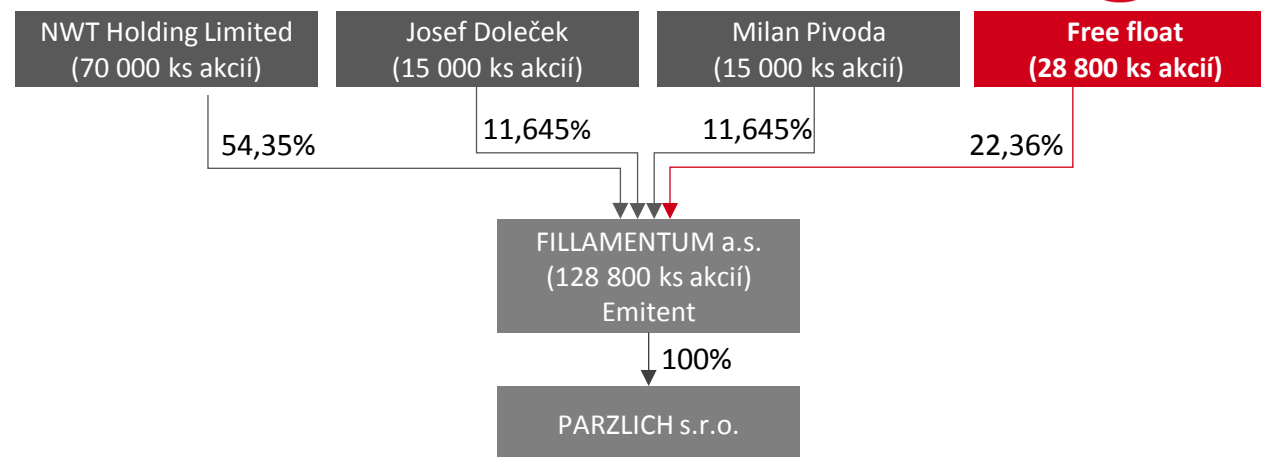 NWT Holding Limited
(70 000 ks akcií)
Josef Doleček
(15 000 ks akcií)
Milan Pivoda
(15 000 ks akcií)
Free float
(28 800 ks akcií)
54,35%
11,645%
11,645%
22,36%
FILLAMENTUM a.s.
(128 800 ks akcií)
Emitent
100%
PARZLICH s.r.o.